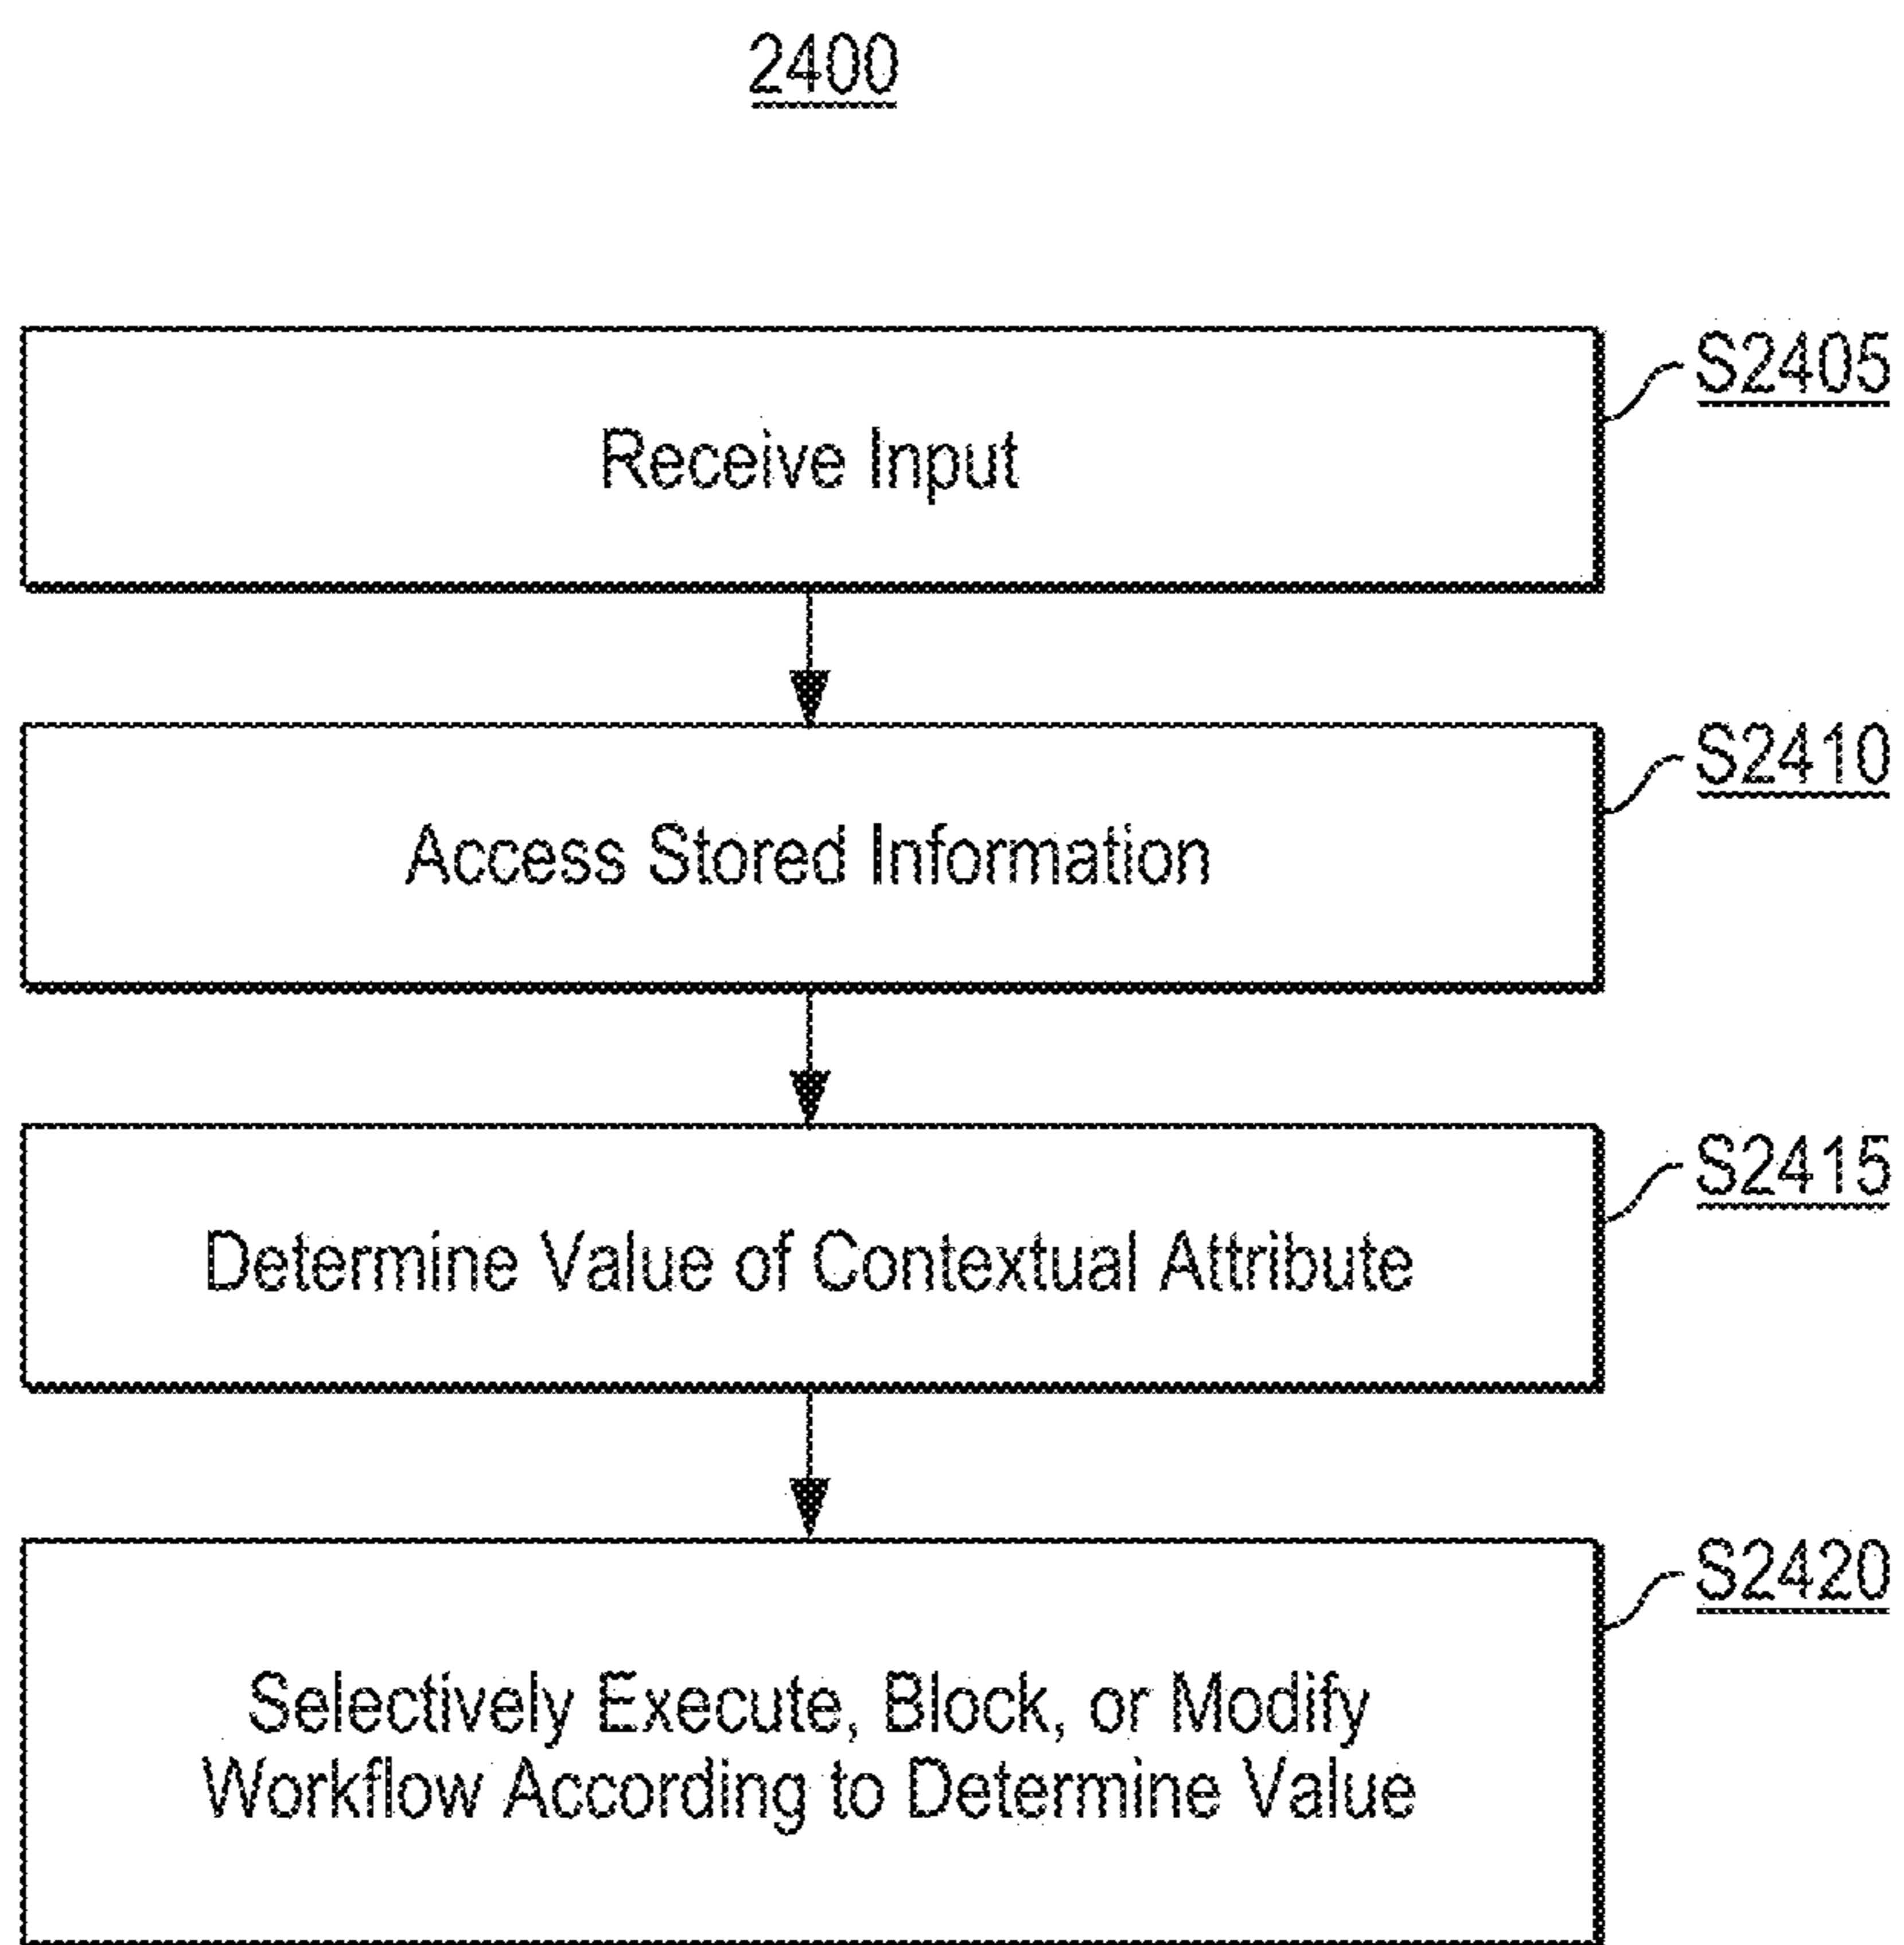 2400
S2405
Receive Input
S2410
Access Stored Information
S2415
Determine Value of Contextual Attribute
S2420
Selectively Execute, Block, or Modify
Workflow According to Determine Value